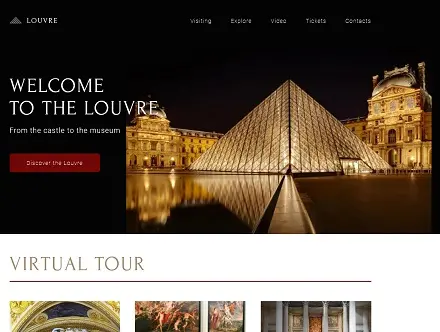 LOUVRE
Visiting
Explore
Video
Tickets
Contacts
WELCOME
TO THE LOUVRE
From the castle to the museum
Discover the Louvre
VIRTUAL TOUR